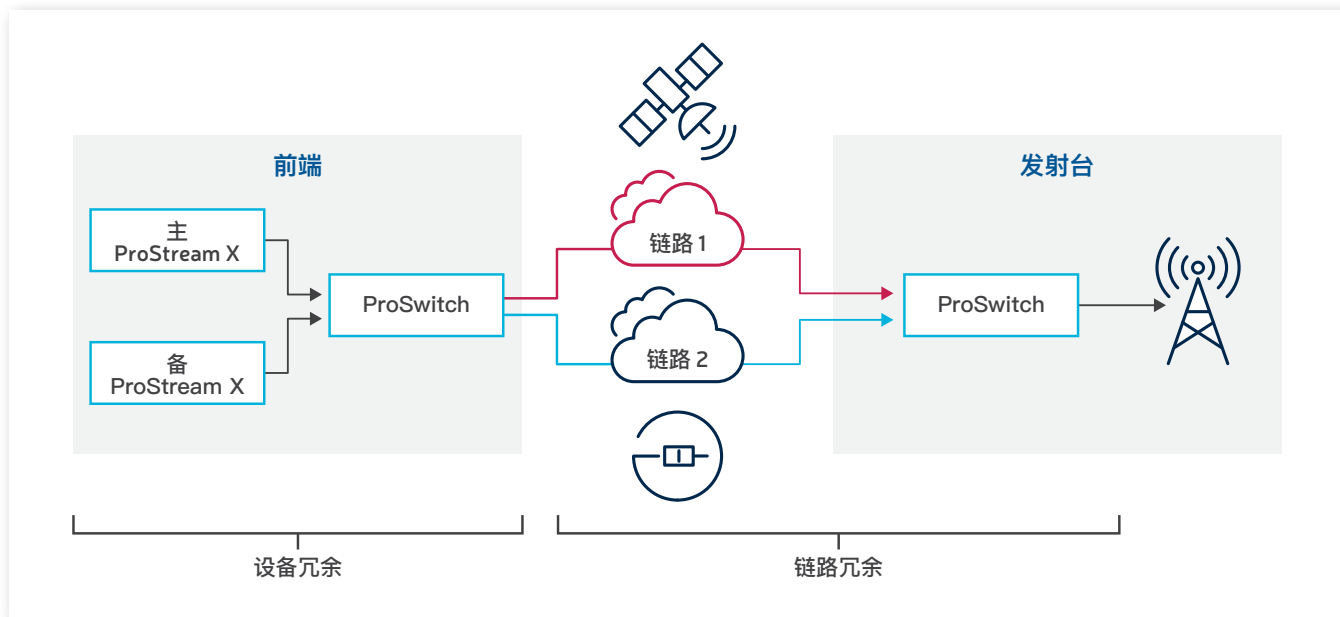 前端
主
ProStream X
备
ProStream X
ProSwitch
链路 1
链路 2
发射台
ProSwitch
设备冗余
链路冗余